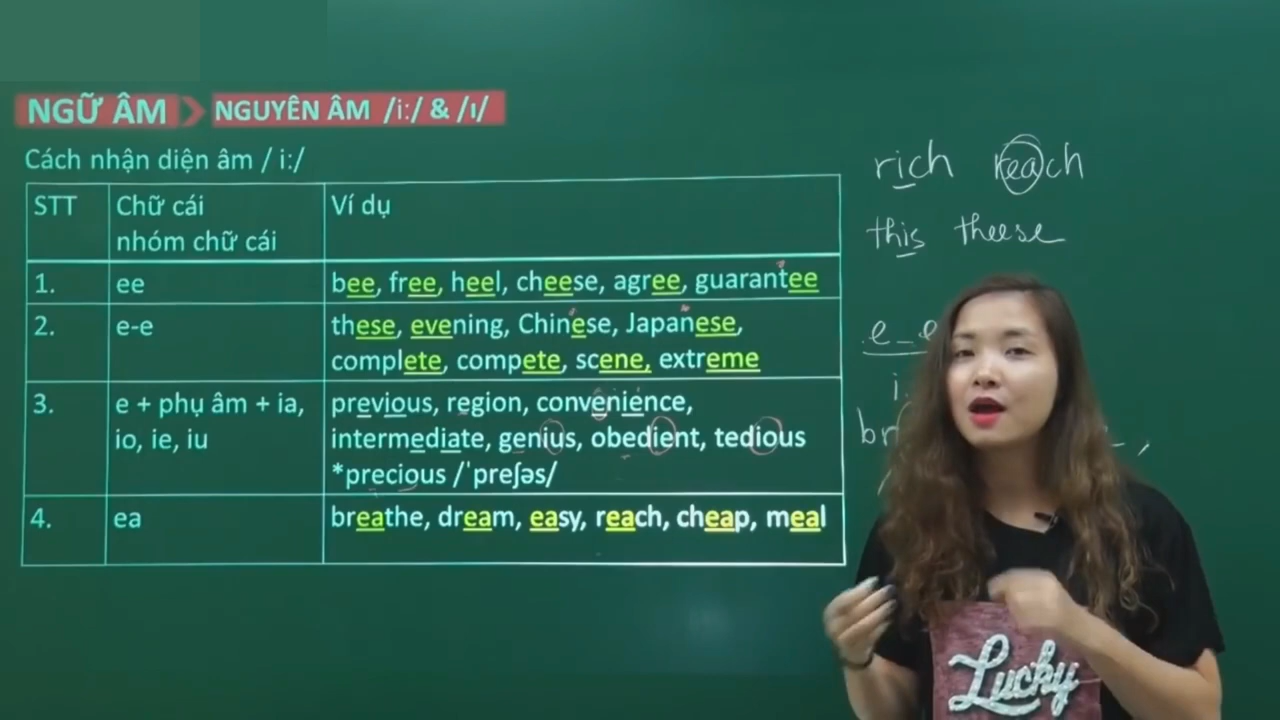 NGỮ ÂM NGUYÊN ÂM /i:/ & /ɪ/
Cách nhận diện âm / i:/
STT Chữ cái nhóm chữ cái Ví dụ
1. ee bee, free, heel, cheese, agree, guarantee
2. e-e these, evening, Chinese, Japanese,
complete, compete, scene, extreme
3. e + phụ âm + ia, io, ie, iu previous, region, convenience,
intermediate, genius, obedient, tedious
*precious /ˈpreʃəs/
4. ea breathe, dream, easy, reach, cheap, meal
rich reach
this theese
e_e
i
br
Lucky